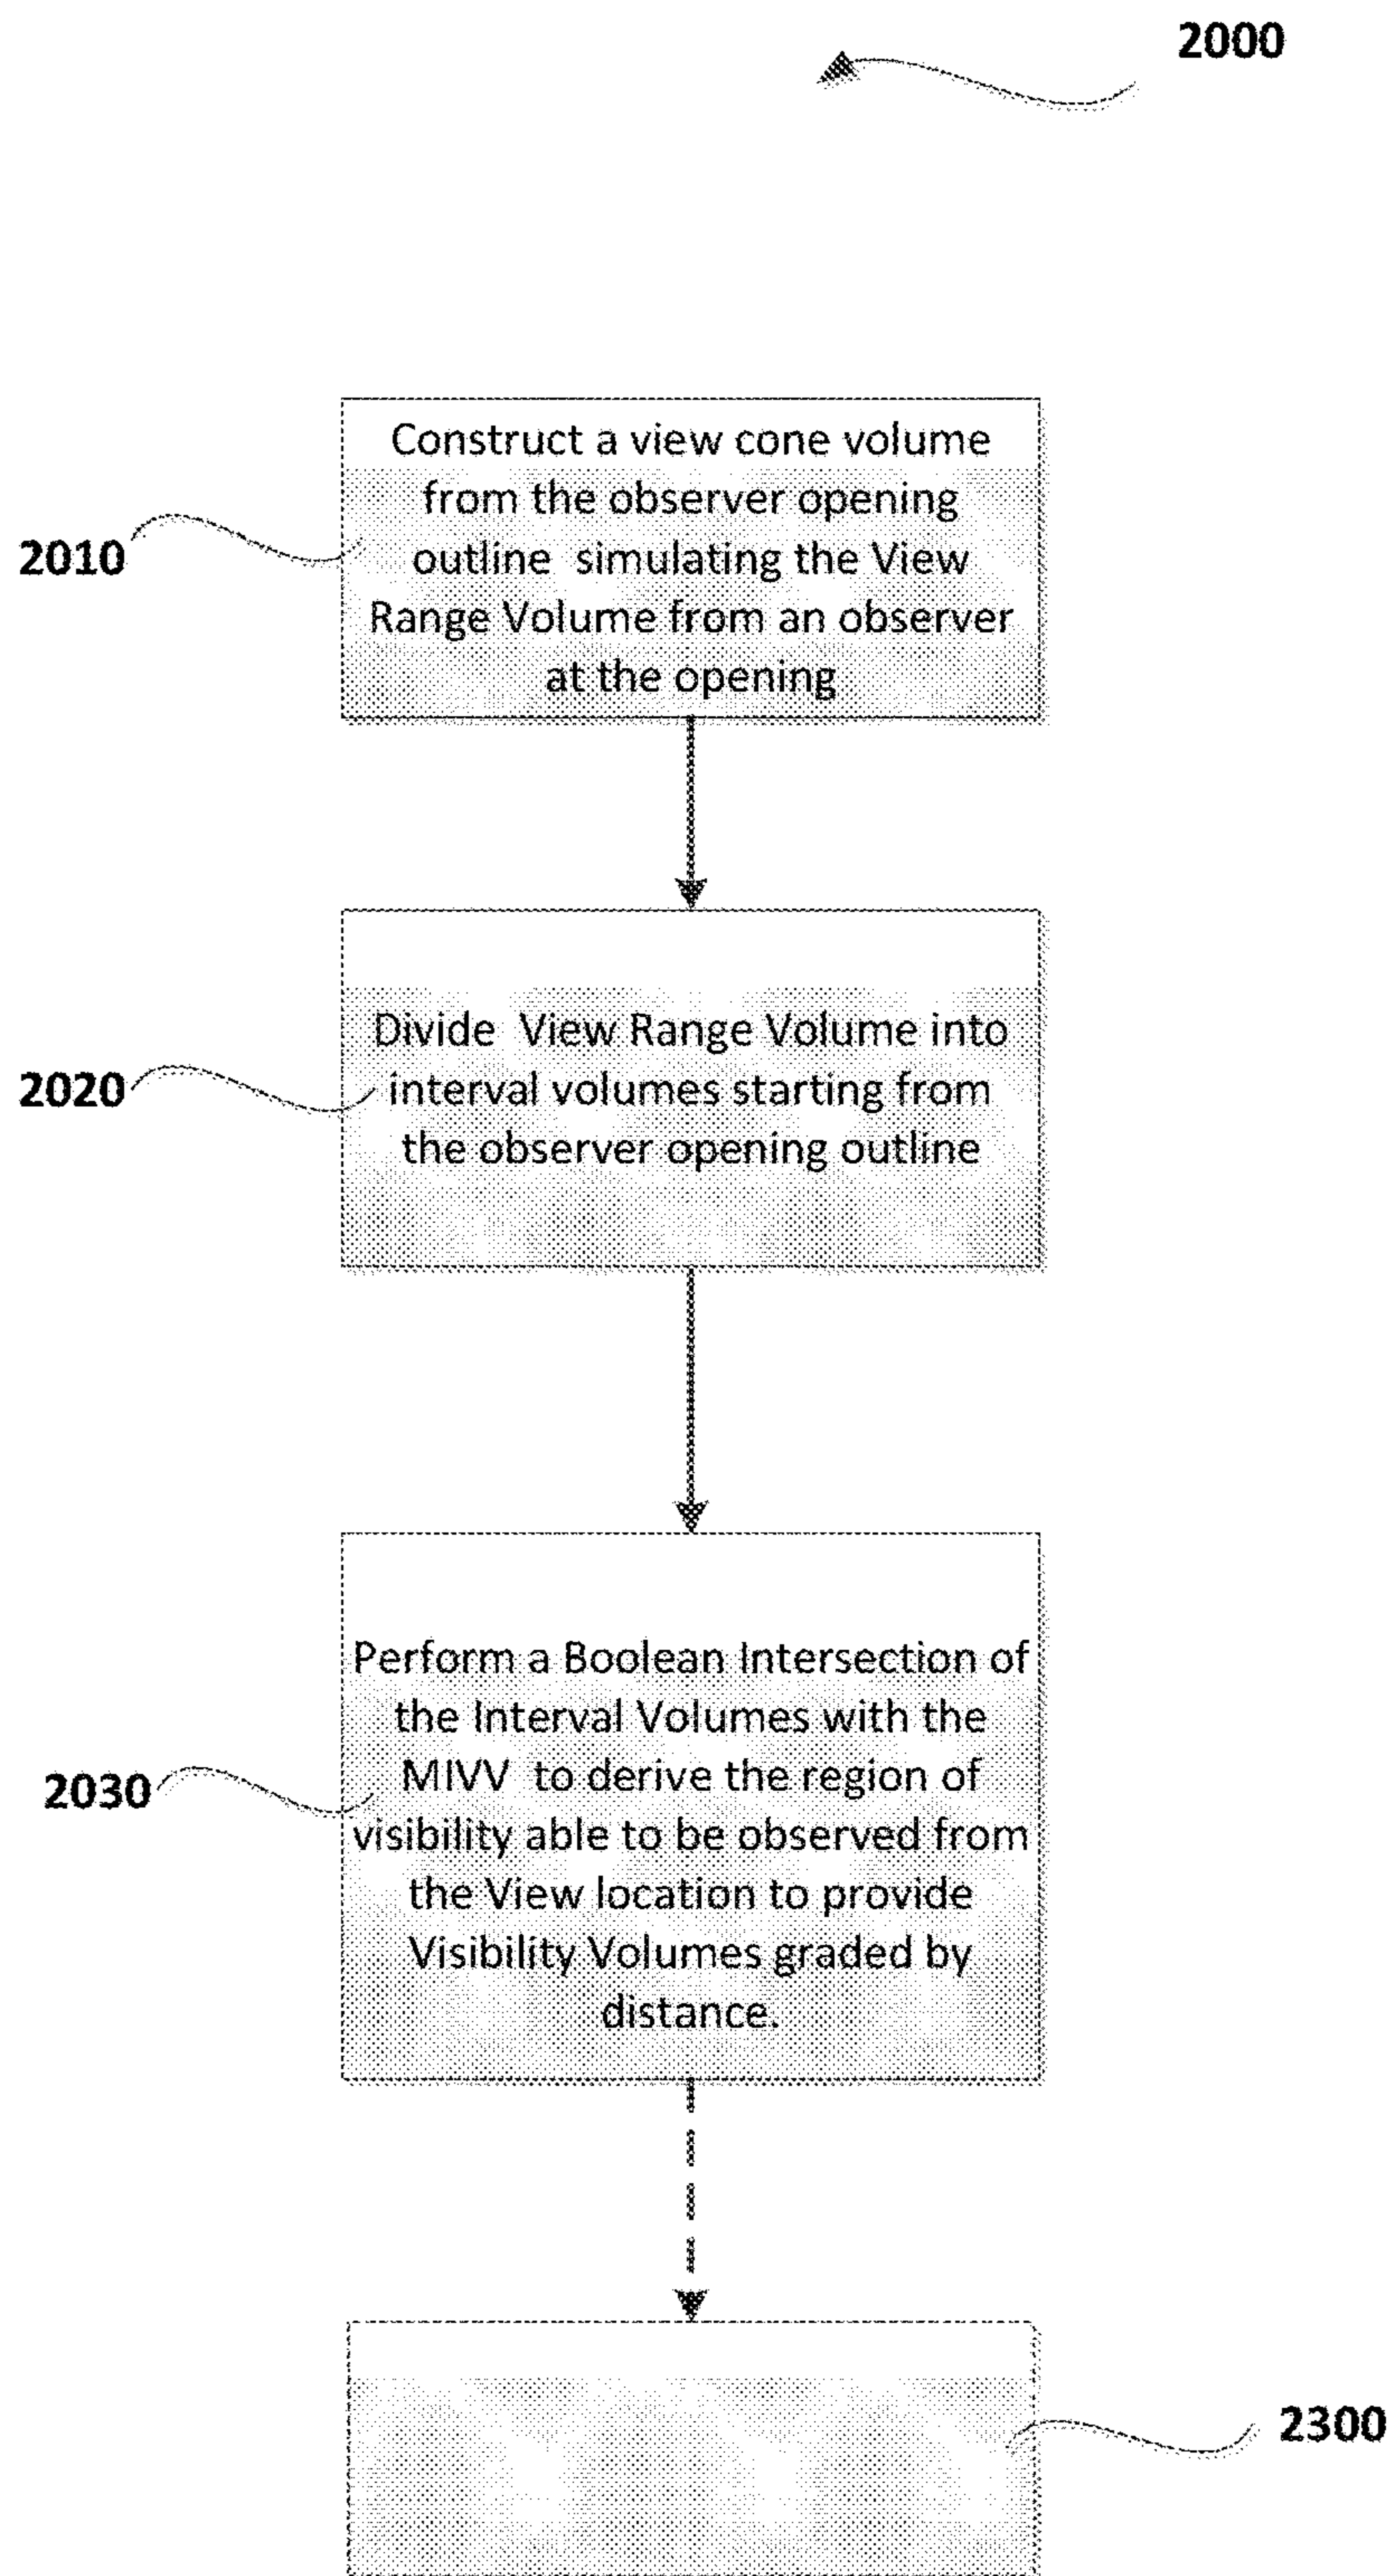 2000
Construct a view cone volume
from the observer opening
outline simulating the View
Range Volume from an observer
at the opening
2010
Divide View Range Volume into
interval volumes starting from
the observer opening outline
2020
Perform a Boolean Intersection of
the Interval Volumes with the
MIVV to derive the region of
visibility able to be observed from
the View location to provide
Visibility Volumes graded by
distance.
2030
2300